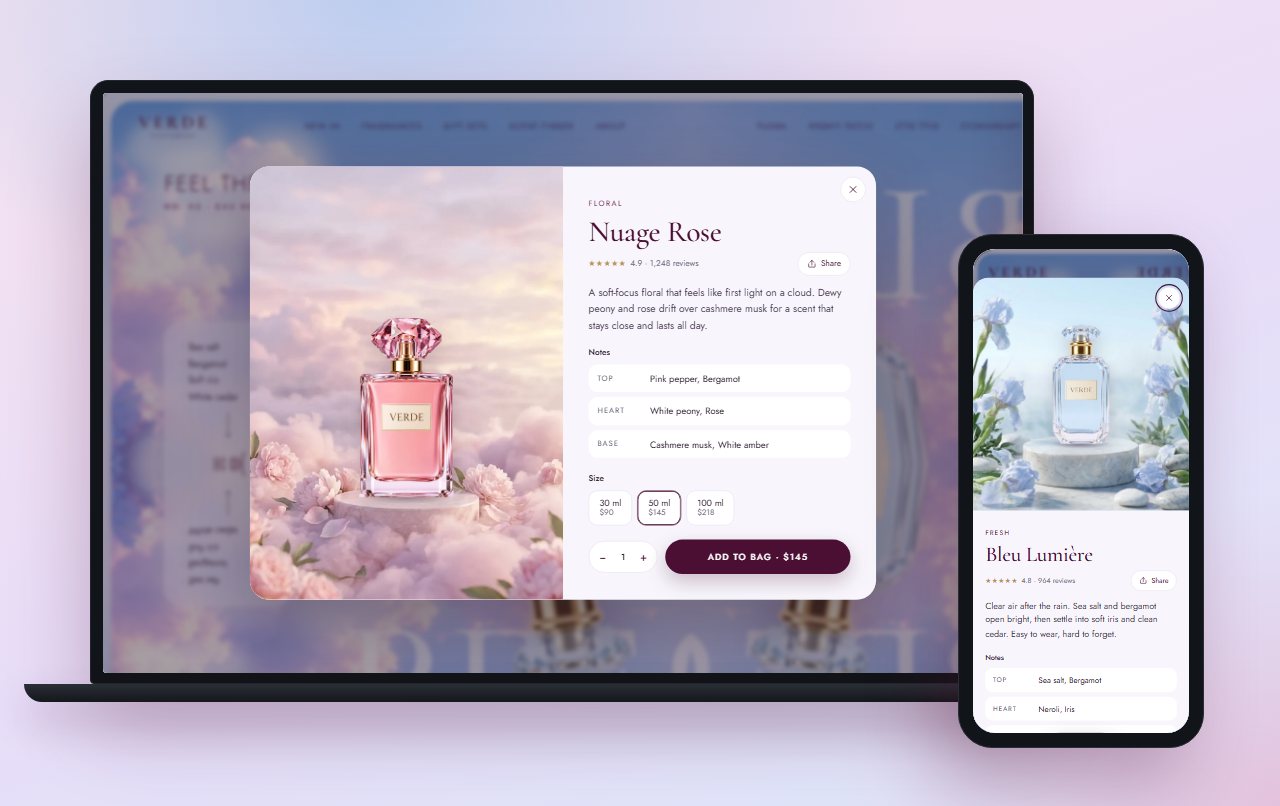 VERDE
FEEL TH
FLORAL
Nuage Rose
★★★★★ 4.9 · 1,248 reviews
Share
A soft-focus floral that feels like first light on a cloud. Dewy
peony and rose drift over cashmere musk for a scent that
stays close and lasts all day.
Notes
TOP Pink pepper, Bergamot
HEART White peony, Rose
BASE Cashmere musk, White amber
Size
30 ml 50 ml 100 ml
$90 $145 $218
− 1 + ADD TO BAG · $145
VERDE
VERDE
VERDE
FRESH
Bleu Lumière
★★★★★ 4.8 · 964 reviews
Share
Clear air after the rain. Sea salt and bergamot
open bright, then settle into soft iris and clean
cedar. Easy to wear, hard to forget.
Notes
TOP Sea salt, Bergamot
HEART Neroli, Iris